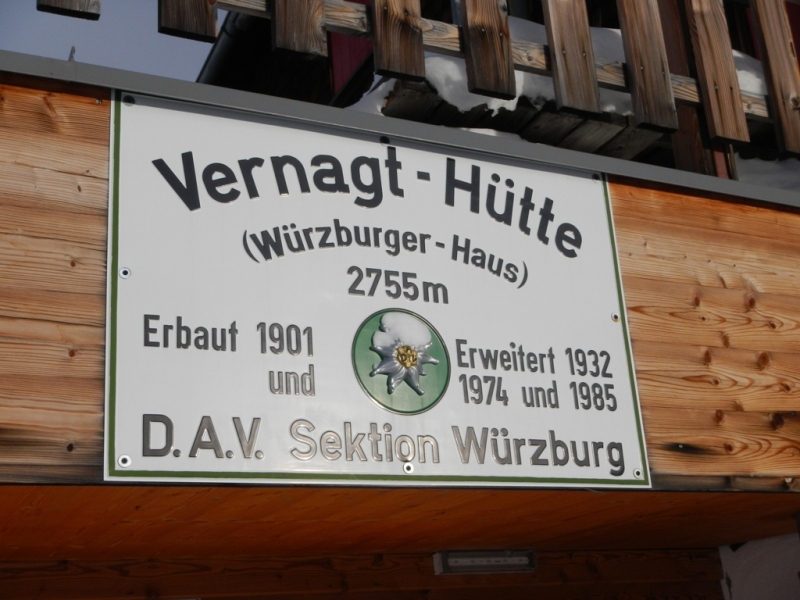 Vernagt - Hütte
(Würzburger - Haus)
2755m
Erbaut 1901
und
Erweitert 1932
1974 und 1985
D.A.V. Sektion Würzburg